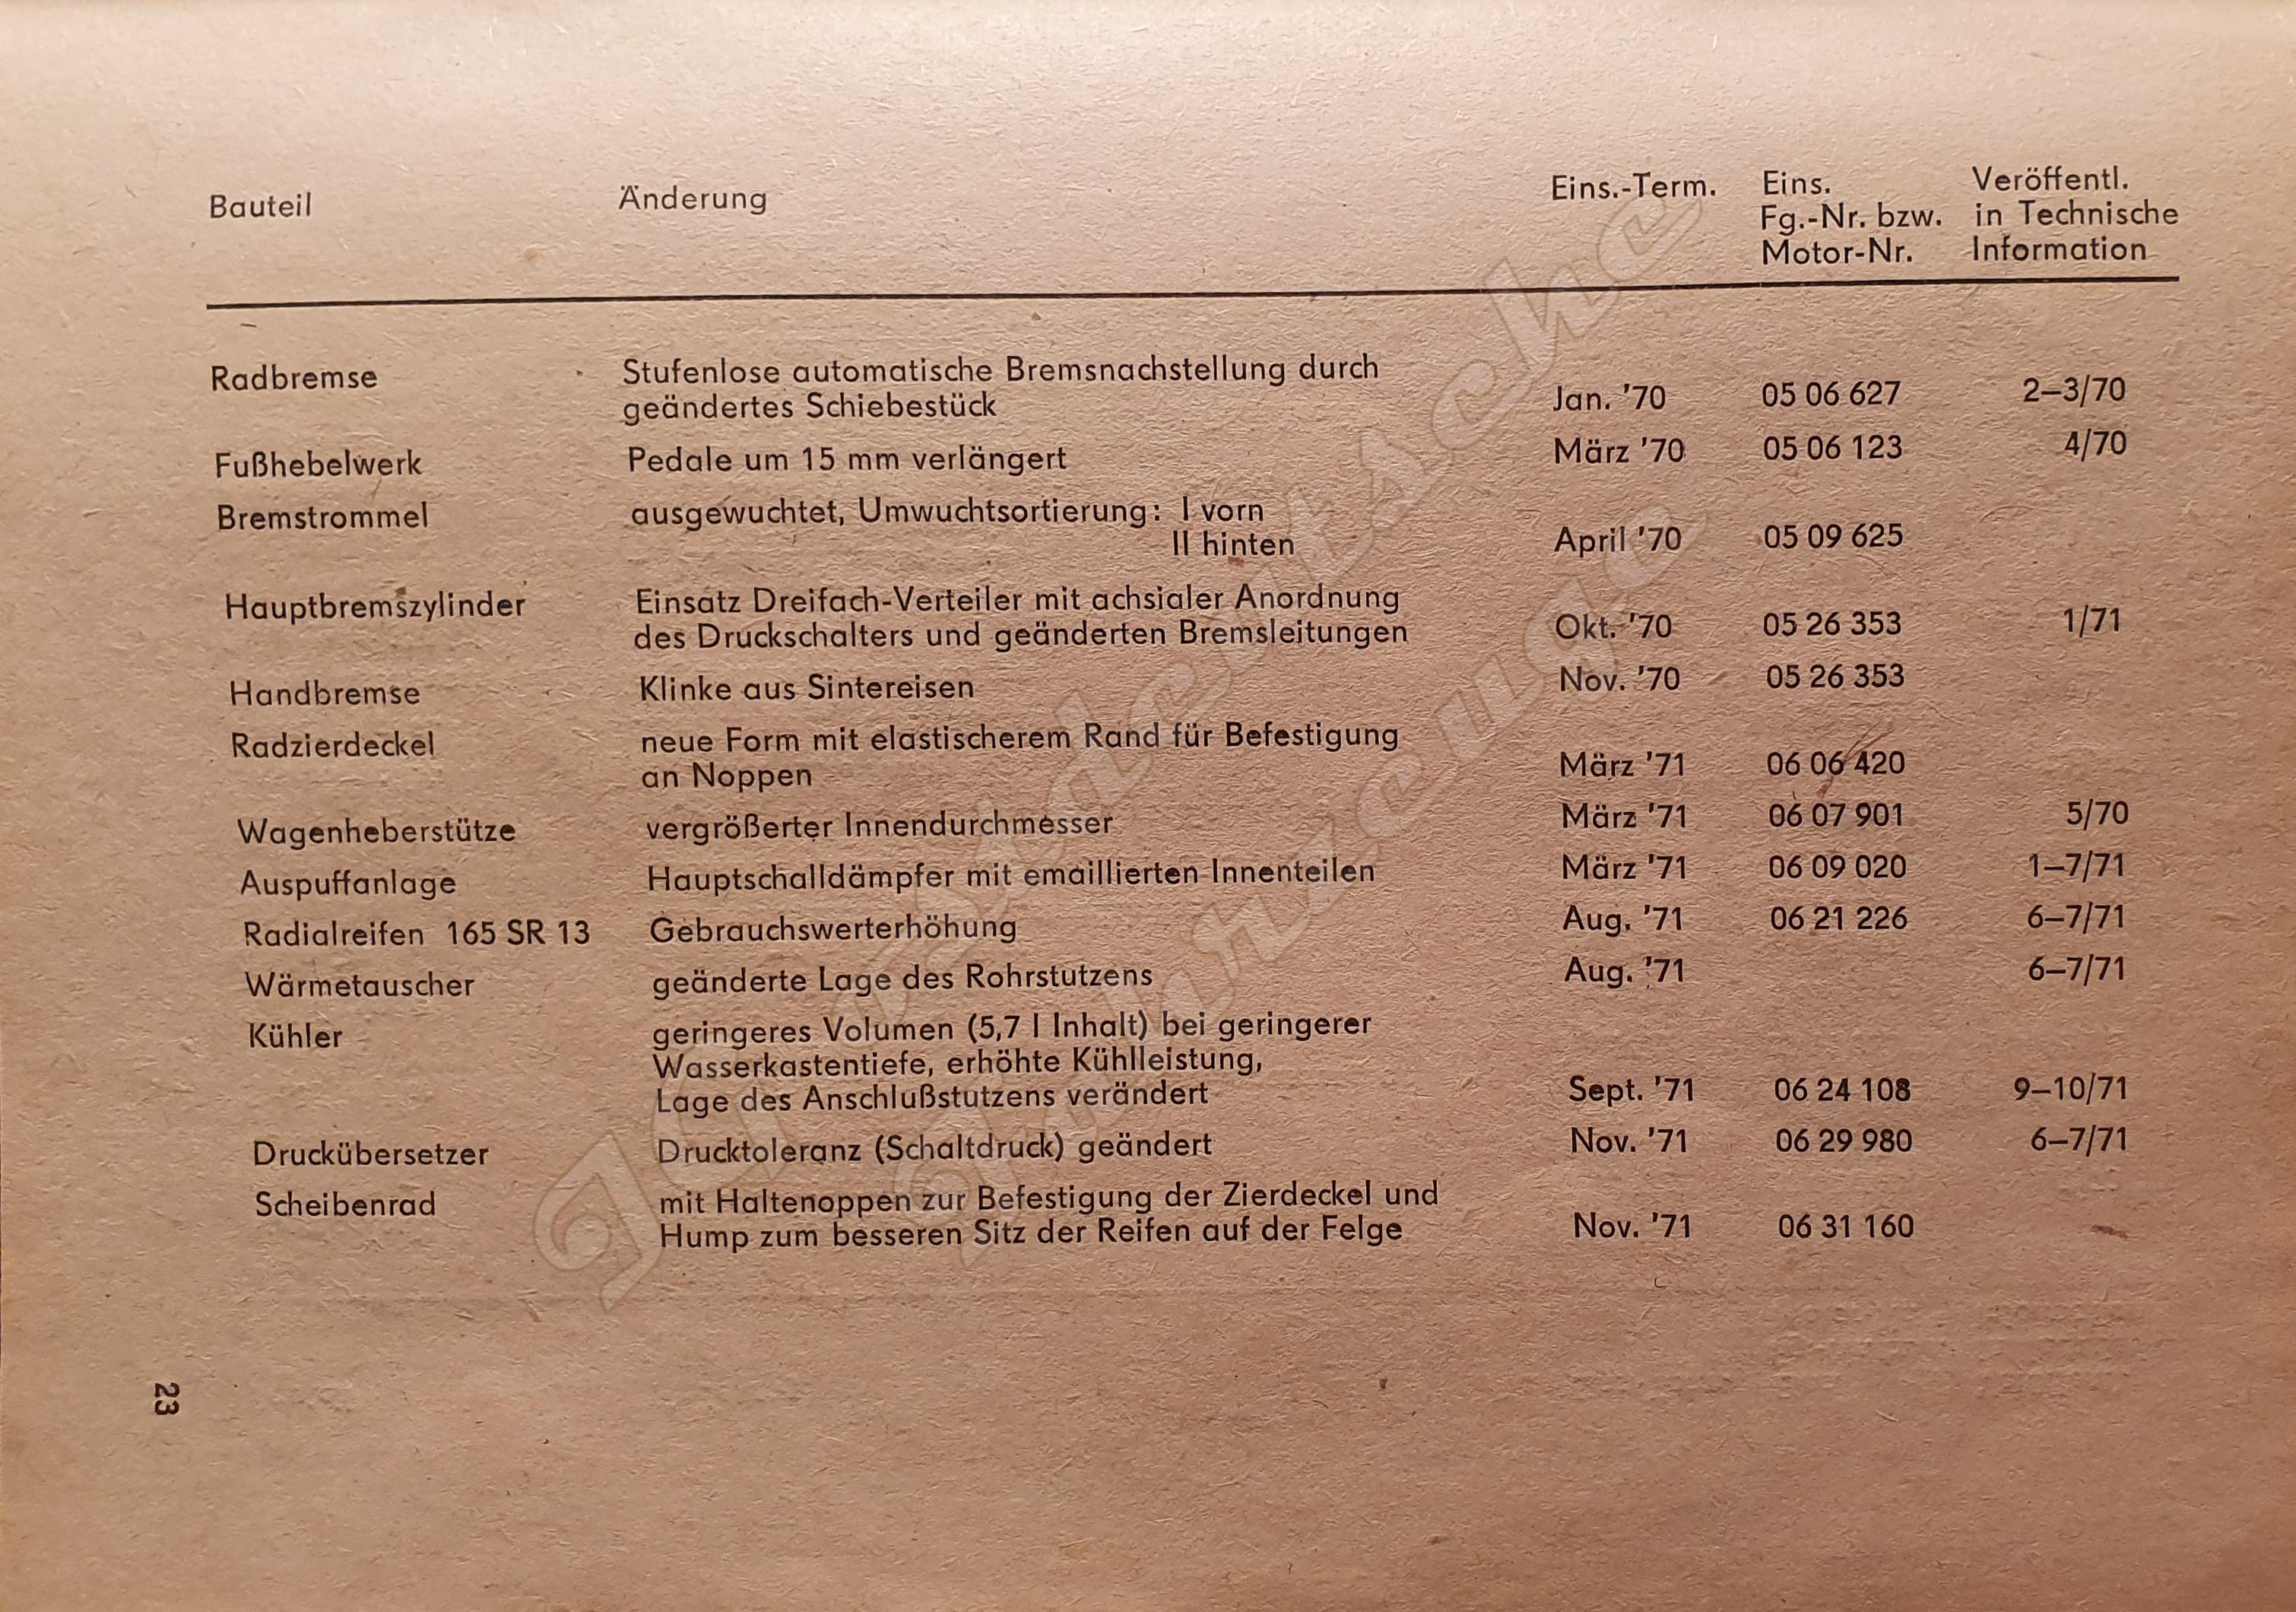 Bauteil Änderung Eins.-Term. Eins. Fg.-Nr. bzw. Motor-Nr. Veröffentl. in Technische Information
Radbremse Stufenlose automatische Bremsnachstellung durch
geändertes Schiebestück Jan. '70 05 06 627 2–3/70
Fußhebelwerk Pedale um 15 mm verlängert März '70 05 06 123 4/70
Bremstrommel ausgewuchtet, Umwuchtsortierung: I vorn
II hinten April '70 05 09 625
Hauptbremszylinder Einsatz Dreifach-Verteiler mit achsialer Anordnung
des Druckschalters und geänderten Bremsleitungen Okt. '70 05 26 353 1/71
Handbremse Klinke aus Sintereisen Nov. '70 05 26 353
Radzierdeckel neue Form mit elastischerem Rand für Befestigung
an Noppen März '71 06 06 420
Wagenheberstütze vergrößerter Innendurchmesser März '71 06 07 901 5/70
Auspuffanlage Hauptschalldämpfer mit emaillierten Innenteilen März '71 06 09 020 1–7/71
Radialreifen 165 SR 13 Gebrauchswerterhöhung Aug. '71 06 21 226 6–7/71
Wärmetauscher geänderte Lage des Rohrstutzens Aug. '71 6–7/71
Kühler geringeres Volumen (5,7 l Inhalt) bei geringerer
Wasserkastentiefe, erhöhte Kühlleistung,
Lage des Anschlußstutzens verändert Sept. '71 06 24 108 9–10/71
Druckübersetzer Drucktoleranz (Schaltdruck) geändert Nov. '71 06 29 980 6–7/71
Scheibenrad mit Haltenoppen zur Befestigung der Zierdeckel und
Hump zum besseren Sitz der Reifen auf der Felge Nov. '71 06 31 160
23